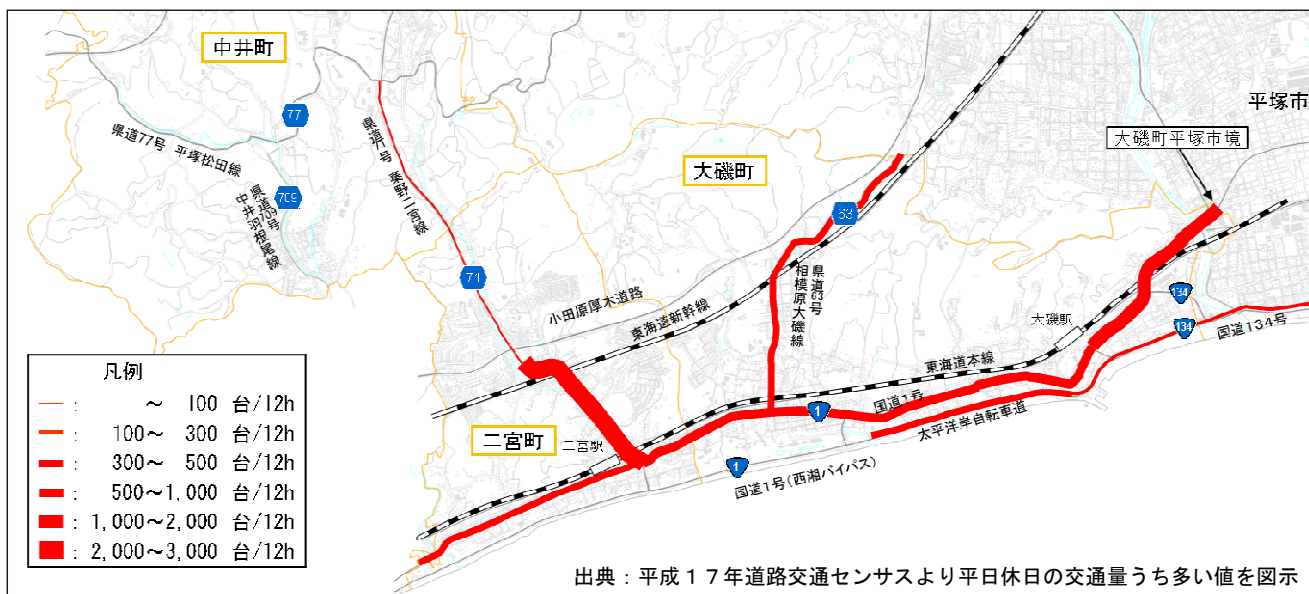 中井町
平塚市
77
大磯町平塚市境
県道77号 平塚松田線
県道71号 秦野二宮線
大磯町
709
県道709号
中井羽根尾線
63
71
県道63号
相模原大磯線
小田原厚木道路
東海道新幹線
134
大磯駅
134
国道134号
凡例
: ~ 100 台/12h
: 100~ 300 台/12h
: 300~ 500 台/12h
: 500~1,000 台/12h
: 1,000~2,000 台/12h
: 2,000~3,000 台/12h
東海道本線
1
国道1号
太平洋岸自転車道
二宮町
二宮駅
1
国道1号(西湘バイパス)
出典：平成１７年道路交通センサスより平日休日の交通量うち多い値を図示